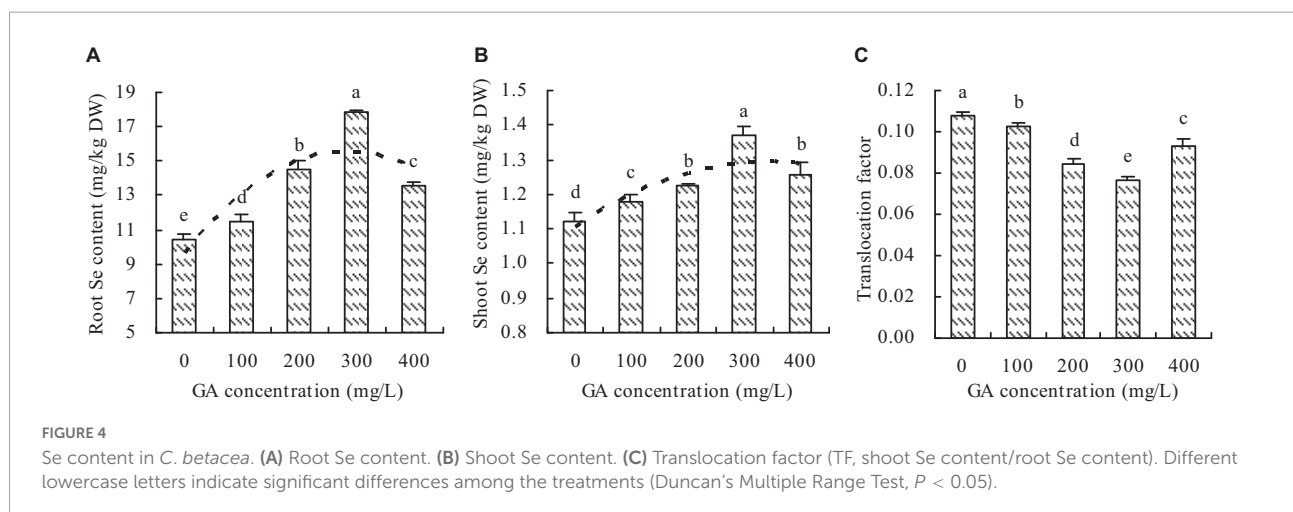 A
Root Se content (mg/kg DW)
19
17
15
13
11
9
7
5
e
d
b
a
c
0 100 200 300 400
GA concentration (mg/L)
B
Shoot Se content (mg/kg DW)
1.5
1.4
1.3
1.2
1.1
1.0
0.9
0.8
d
c
b
a
b
0 100 200 300 400
GA concentration (mg/L)
C
Translocation factor
0.12
0.10
0.08
0.06
0.04
0.02
0.00
a
b
d
e
c
0 100 200 300 400
GA concentration (mg/L)
FIGURE 4
Se content in C. betacea. (A) Root Se content. (B) Shoot Se content. (C) Translocation factor (TF, shoot Se content/root Se content). Different
lowercase letters indicate significant differences among the treatments (Duncan's Multiple Range Test, P < 0.05).